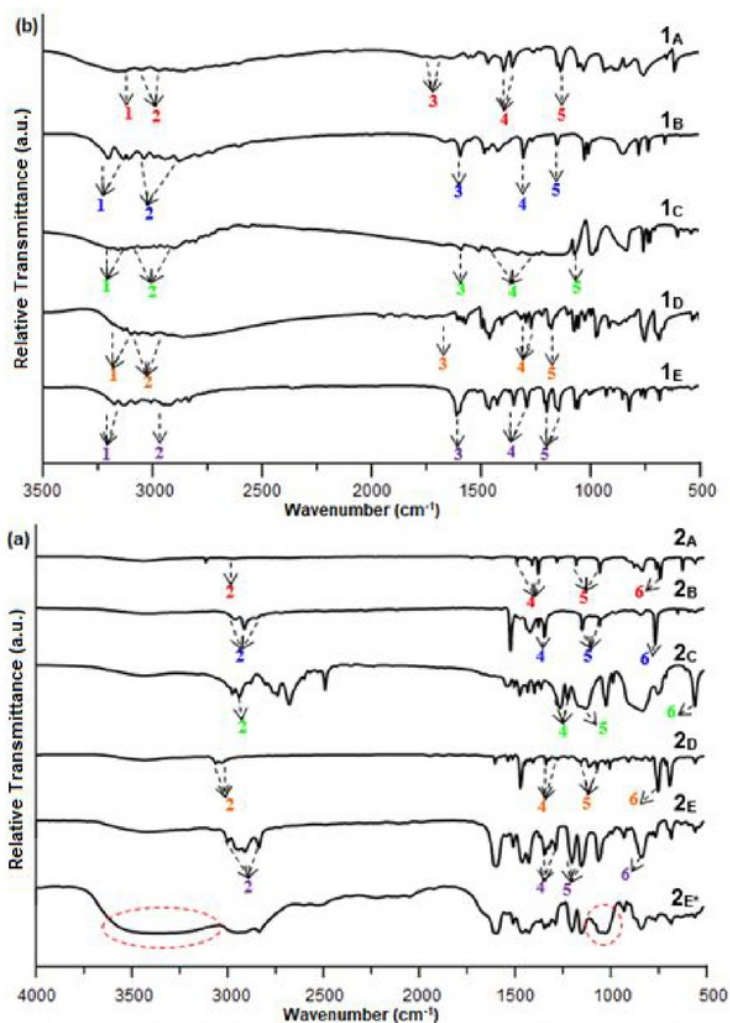 (b)
1A
1 2 3 4 5
1B
1 2 3 4 5
1C
1 2 3 4 5
1D
1 2 3 4 5
1E
1 2 3 4 5
Relative Transmittance (a.u.)
3500 3000 2500 2000 1500 1000 500
Wavenumber (cm⁻¹)
(a)
2A
2 4 5 6
2B
2 4 5 6
2C
2 4 5 6
2D
2 4 5 6
2E
2 4 5 6
2E*
Relative Transmittance (a.u.)
4000 3500 3000 2500 2000 1500 1000 500
Wavenumber (cm⁻¹)